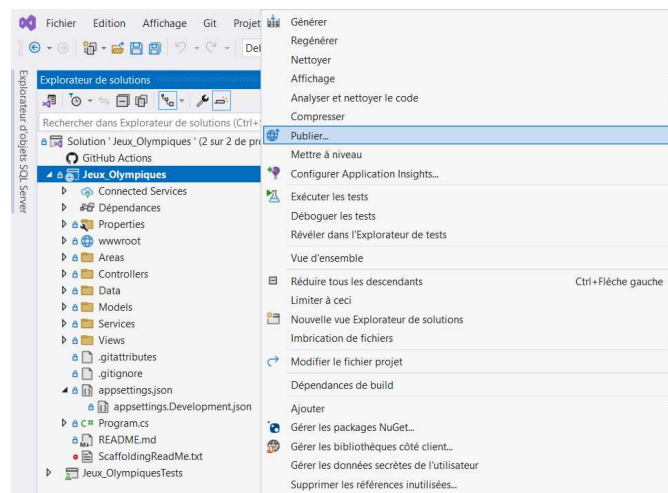 Fichier Edition Affichage Git Projet
Explorateur d'objets SQL Server
Explorateur de solutions
Rechercher dans Explorateur de solutions (Ctrl+
Solution ' Jeux_Olympiques ' (2 sur 2 de pr
GitHub Actions
Jeux_Olympiques
Connected Services
Dépendances
Properties
wwwroot
Areas
Controllers
Data
Models
Services
Views
.gitattributes
.gitignore
appsettings.json
appsettings.Development.json
C# Program.cs
README.md
ScaffoldingReadMe.txt
Jeux_OlympiquesTests
Générer
Regénérer
Nettoyer
Affichage
Analyser et nettoyer le code
Compresser
Publier...
Mettre à niveau
Configurer Application Insights...
Exécuter les tests
Déboguer les tests
Révéler dans l'Explorateur de tests
Vue d'ensemble
Réduire tous les descendants Ctrl+Flèche gauche
Limiter à ceci
Nouvelle vue Explorateur de solutions
Imbrication de fichiers
Modifier le fichier projet
Dépendances de build
Ajouter
Gérer les packages NuGet...
Gérer les bibliothèques côté client...
Gérer les données secrètes de l'utilisateur
Supprimer les références inutilisées...